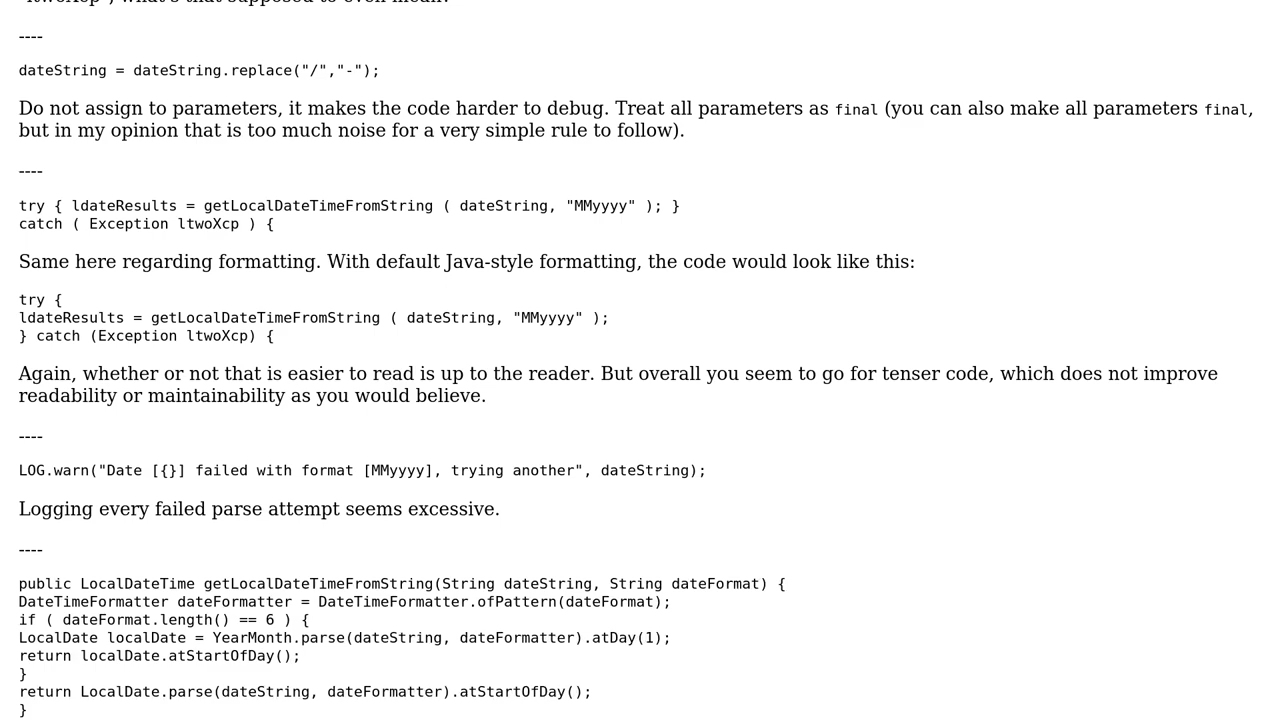 ----
dateString = dateString.replace("/","-");
Do not assign to parameters, it makes the code harder to debug. Treat all parameters as final (you can also make all parameters final,
but in my opinion that is too much noise for a very simple rule to follow).
----
try { ldateResults = getLocalDateTimeFromString ( dateString, "MMyyyy" ); }
catch ( Exception ltwoXcp ) {
Same here regarding formatting. With default Java-style formatting, the code would look like this:
try {
ldateResults = getLocalDateTimeFromString ( dateString, "MMyyyy" );
} catch (Exception ltwoXcp) {
Again, whether or not that is easier to read is up to the reader. But overall you seem to go for tenser code, which does not improve
readability or maintainability as you would believe.
----
LOG.warn("Date [{}] failed with format [MMyyyy], trying another", dateString);
Logging every failed parse attempt seems excessive.
----
public LocalDateTime getLocalDateTimeFromString(String dateString, String dateFormat) {
DateTimeFormatter dateFormatter = DateTimeFormatter.ofPattern(dateFormat);
if ( dateFormat.length() == 6 ) {
LocalDate localDate = YearMonth.parse(dateString, dateFormatter).atDay(1);
return localDate.atStartOfDay();
}
return LocalDate.parse(dateString, dateFormatter).atStartOfDay();
}